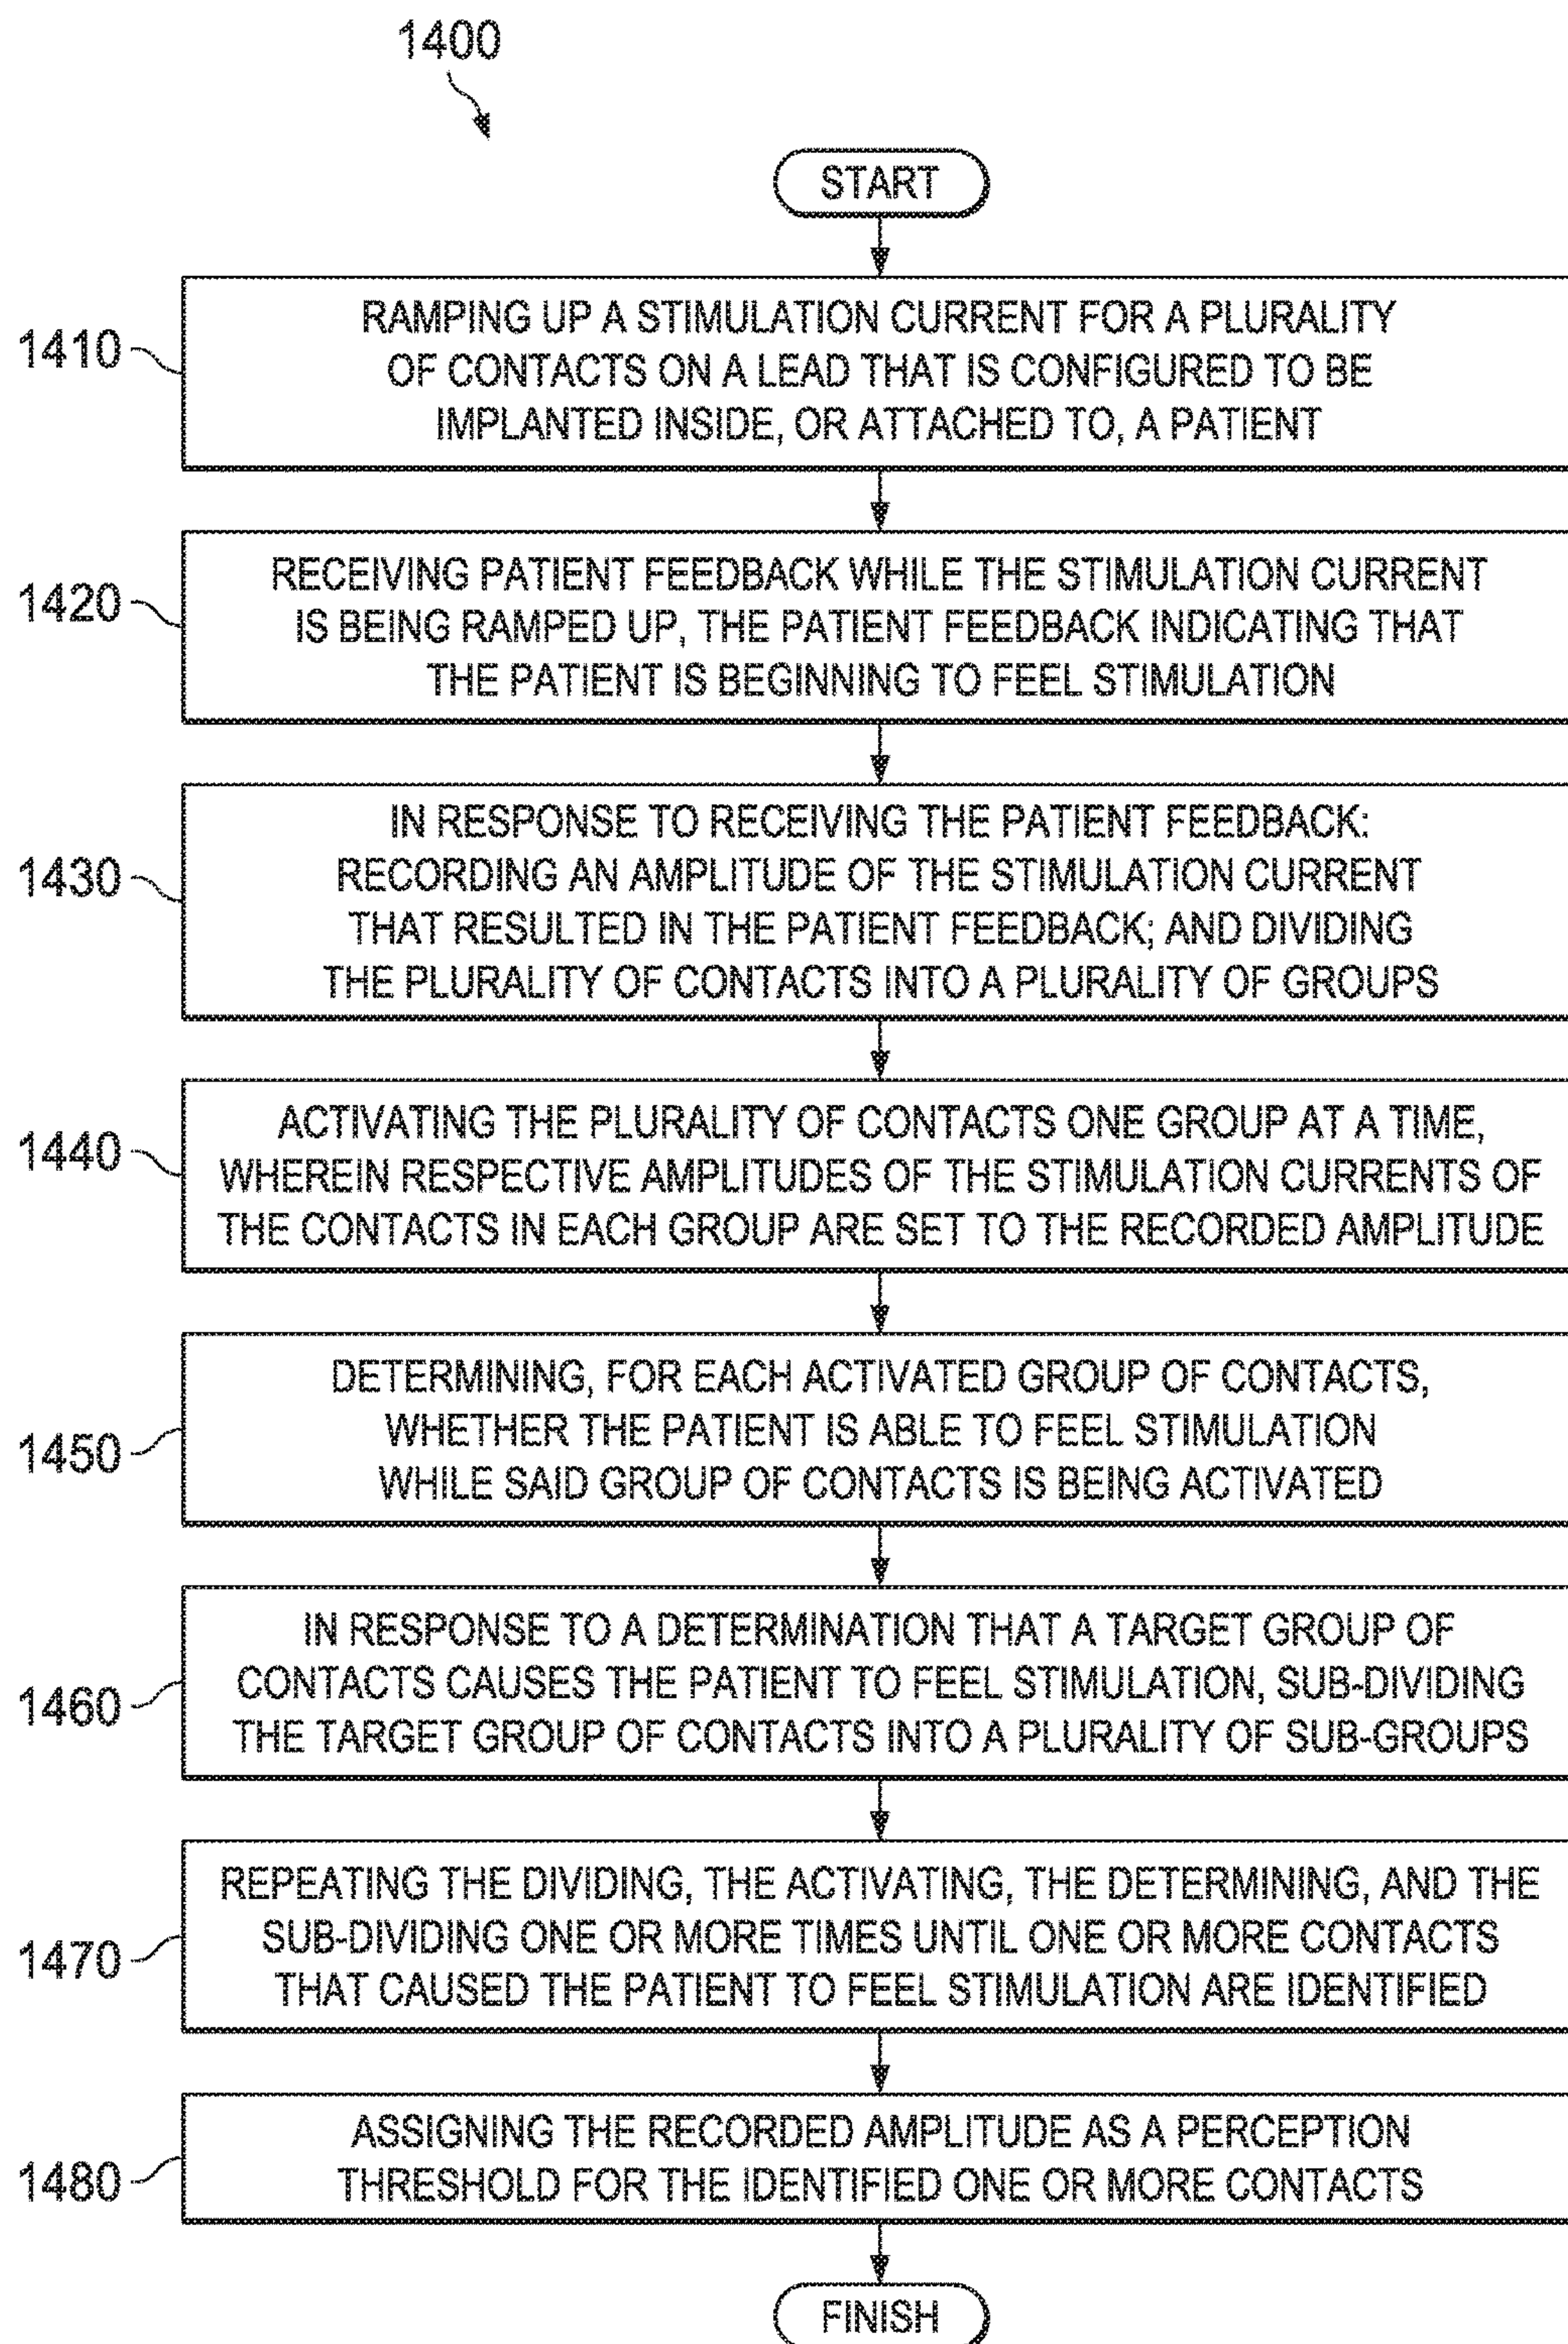 1400
START
1410
RAMPING UP A STIMULATION CURRENT FOR A PLURALITY
OF CONTACTS ON A LEAD THAT IS CONFIGURED TO BE
IMPLANTED INSIDE, OR ATTACHED TO, A PATIENT
1420
RECEIVING PATIENT FEEDBACK WHILE THE STIMULATION CURRENT
IS BEING RAMPED UP, THE PATIENT FEEDBACK INDICATING THAT
THE PATIENT IS BEGINNING TO FEEL STIMULATION
1430
IN RESPONSE TO RECEIVING THE PATIENT FEEDBACK:
RECORDING AN AMPLITUDE OF THE STIMULATION CURRENT
THAT RESULTED IN THE PATIENT FEEDBACK; AND DIVIDING
THE PLURALITY OF CONTACTS INTO A PLURALITY OF GROUPS
1440
ACTIVATING THE PLURALITY OF CONTACTS ONE GROUP AT A TIME,
WHEREIN RESPECTIVE AMPLITUDES OF THE STIMULATION CURRENTS OF
THE CONTACTS IN EACH GROUP ARE SET TO THE RECORDED AMPLITUDE
1450
DETERMINING, FOR EACH ACTIVATED GROUP OF CONTACTS,
WHETHER THE PATIENT IS ABLE TO FEEL STIMULATION
WHILE SAID GROUP OF CONTACTS IS BEING ACTIVATED
1460
IN RESPONSE TO A DETERMINATION THAT A TARGET GROUP OF
CONTACTS CAUSES THE PATIENT TO FEEL STIMULATION, SUB-DIVIDING
THE TARGET GROUP OF CONTACTS INTO A PLURALITY OF SUB-GROUPS
1470
REPEATING THE DIVIDING, THE ACTIVATING, THE DETERMINING, AND THE
SUB-DIVIDING ONE OR MORE TIMES UNTIL ONE OR MORE CONTACTS
THAT CAUSED THE PATIENT TO FEEL STIMULATION ARE IDENTIFIED
1480
ASSIGNING THE RECORDED AMPLITUDE AS A PERCEPTION
THRESHOLD FOR THE IDENTIFIED ONE OR MORE CONTACTS
FINISH